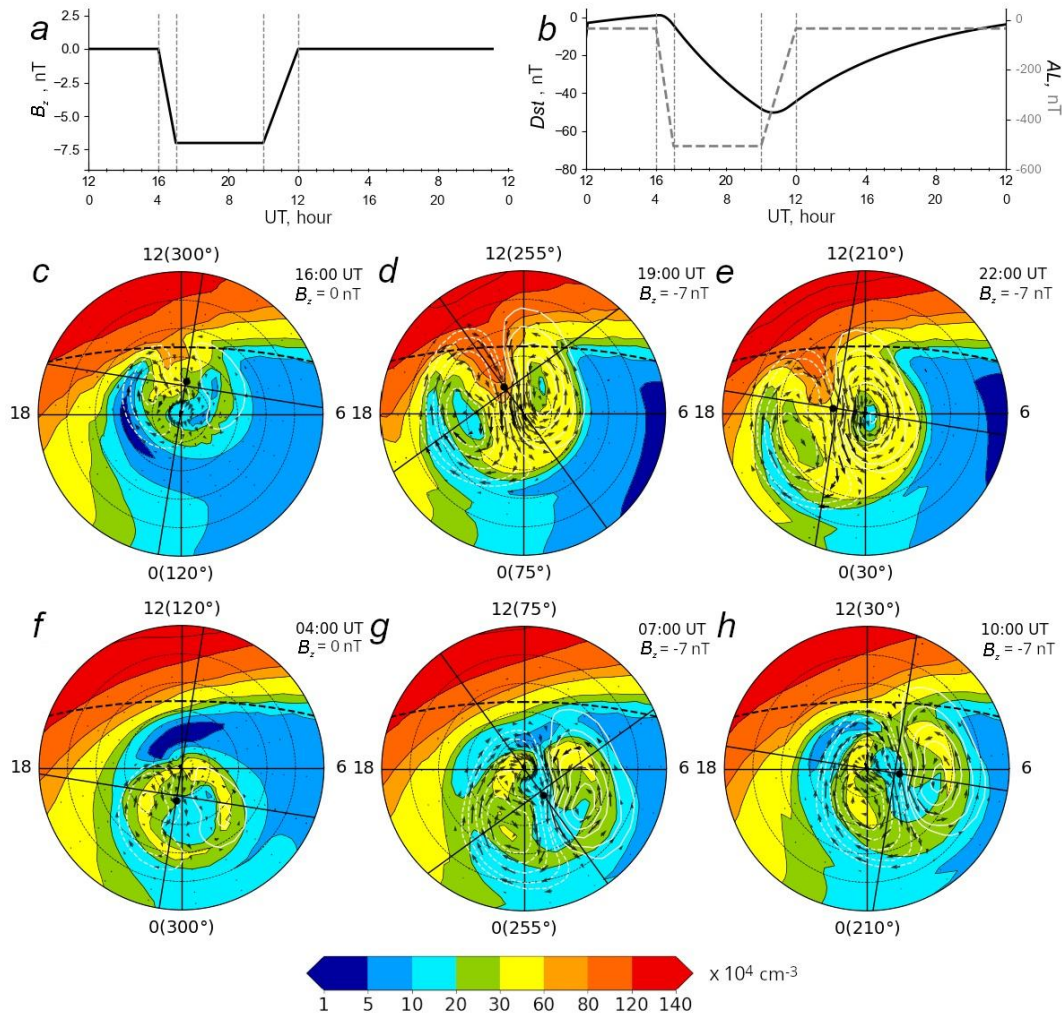 a
2.5
0.0
−2.5
−5.0
−7.5
B_z , nT
12 16 20 0 4 8 12
0 4 8 12 16 20 0
UT, hour
b
0
−20
−40
−60
−80
Dst , nT
0
−200
−400
−600
AL, nT
12 16 20 0 4 8 12
0 4 8 12 16 20 0
UT, hour
c
12(300°)
16:00 UT
B_z = 0 nT
18
6
0(120°)
d
12(255°)
19:00 UT
B_z = -7 nT
18
6
0(75°)
e
12(210°)
22:00 UT
B_z = -7 nT
18
6
0(30°)
f
12(120°)
04:00 UT
B_z = 0 nT
18
6
0(300°)
g
12(75°)
07:00 UT
B_z = -7 nT
18
6
0(255°)
h
12(30°)
10:00 UT
B_z = -7 nT
18
6
0(210°)
1 5 10 20 30 60 80 120 140
x 10⁴ cm⁻³